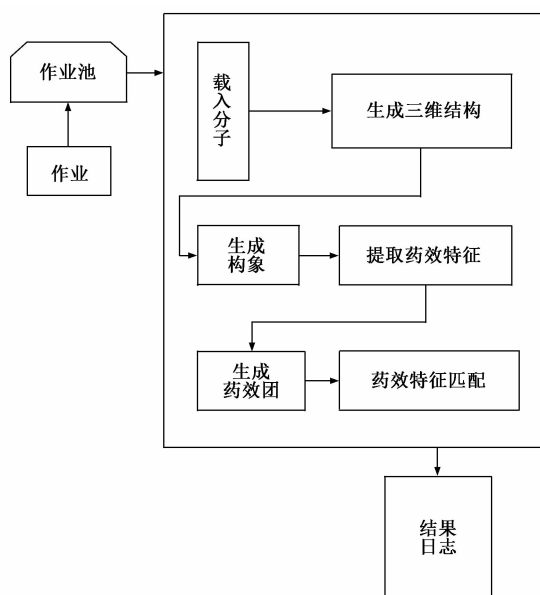 作业池
作业
载
入
分
子
生成三维结构
生成
构象
提取药效特征
生成
药效团
药效特征匹配
结果
日志